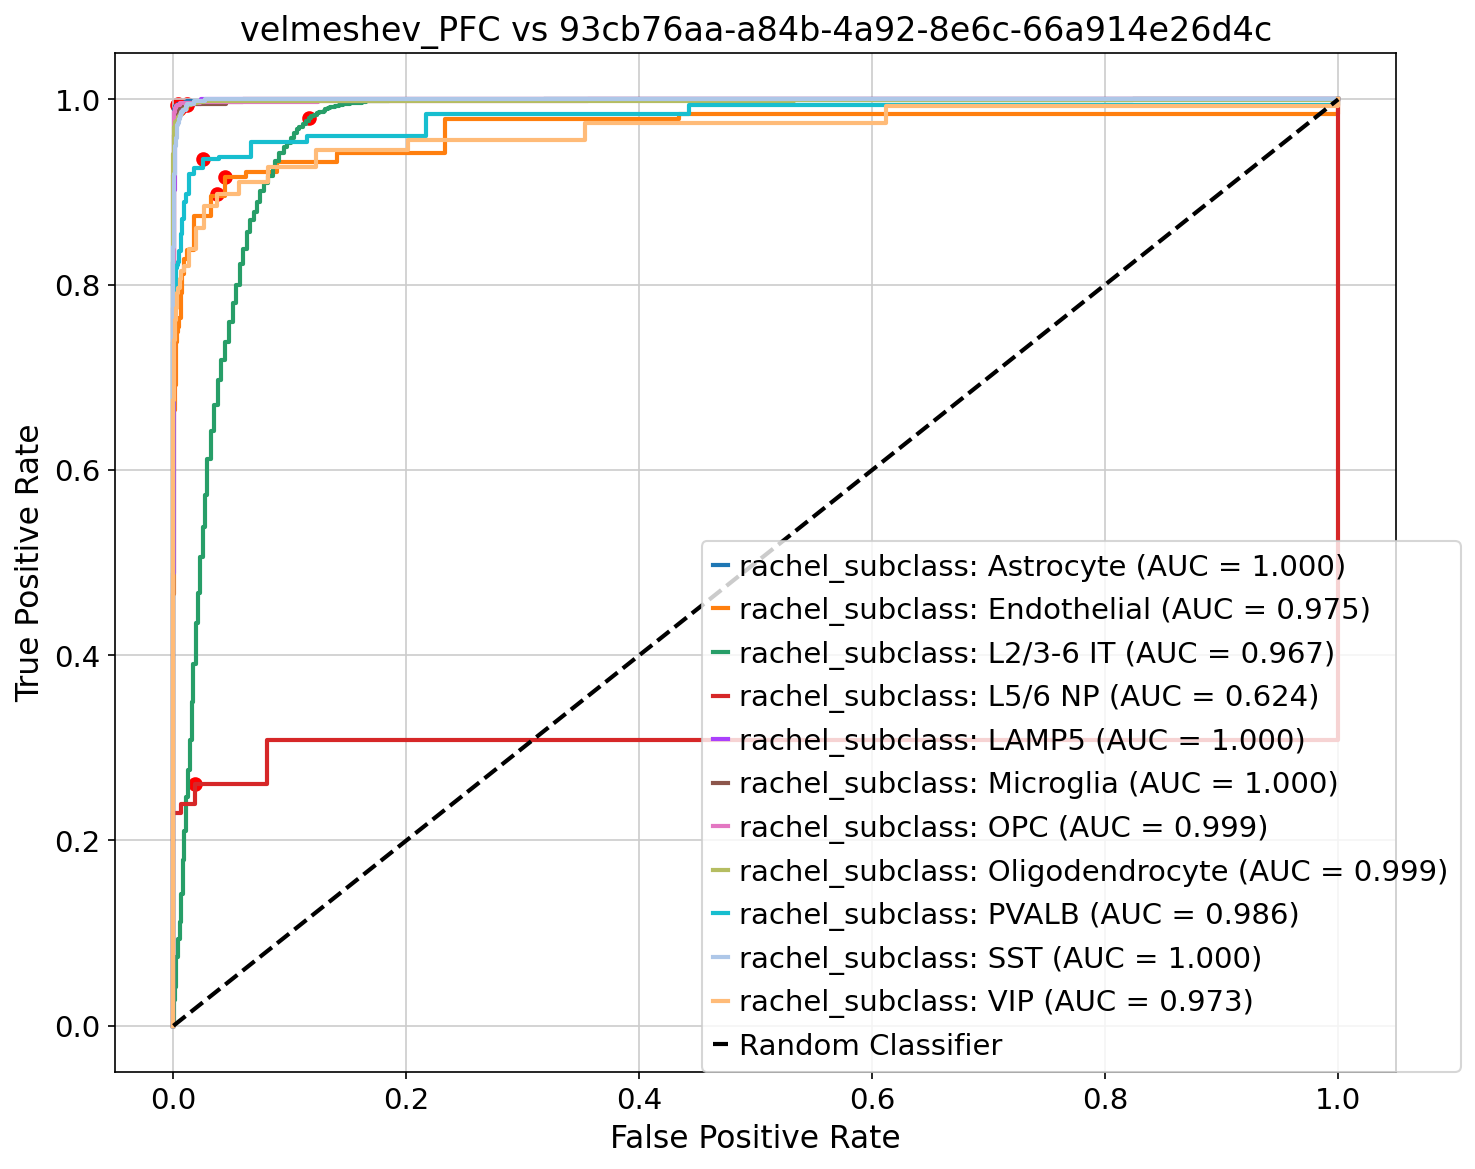 velmeshev_PFC vs 93cb76aa-a84b-4a92-8e6c-66a914e26d4c
1.0
0.8
0.6
0.4
0.2
0.0
True Positive Rate
rachel_subclass: Astrocyte (AUC = 1.000)
rachel_subclass: Endothelial (AUC = 0.975)
rachel_subclass: L2/3-6 IT (AUC = 0.967)
rachel_subclass: L5/6 NP (AUC = 0.624)
rachel_subclass: LAMP5 (AUC = 1.000)
rachel_subclass: Microglia (AUC = 1.000)
rachel_subclass: OPC (AUC = 0.999)
rachel_subclass: Oligodendrocyte (AUC = 0.999)
rachel_subclass: PVALB (AUC = 0.986)
rachel_subclass: SST (AUC = 1.000)
rachel_subclass: VIP (AUC = 0.973)
Random Classifier
0.0 0.2 0.4 0.6 0.8 1.0
False Positive Rate